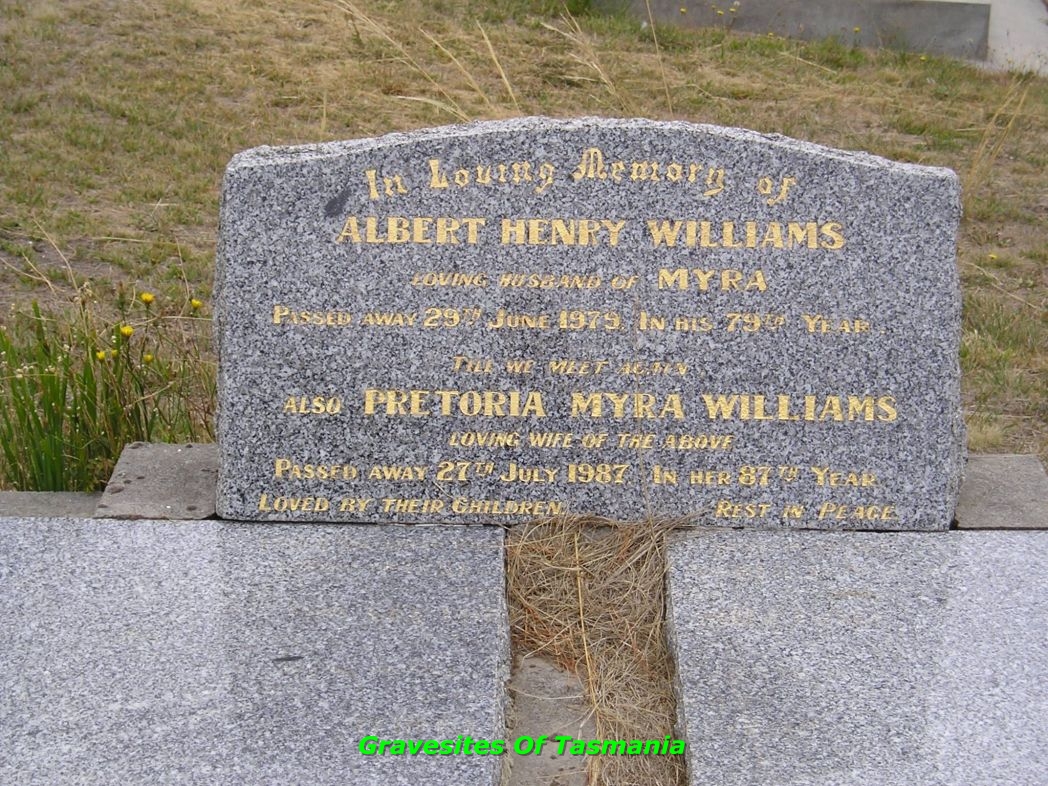 In Loving Memory of
ALBERT HENRY WILLIAMS
LOVING HUSBAND OF MYRA
PASSED AWAY 29TH JUNE 1979. IN HIS 79TH YEAR.
TILL WE MEET AGAIN
ALSO PRETORIA MYRA WILLIAMS
LOVING WIFE OF THE ABOVE
PASSED AWAY 27TH JULY 1987 IN HER 87TH YEAR
LOVED BY THEIR CHILDREN. REST IN PEACE.
Gravesites Of Tasmania